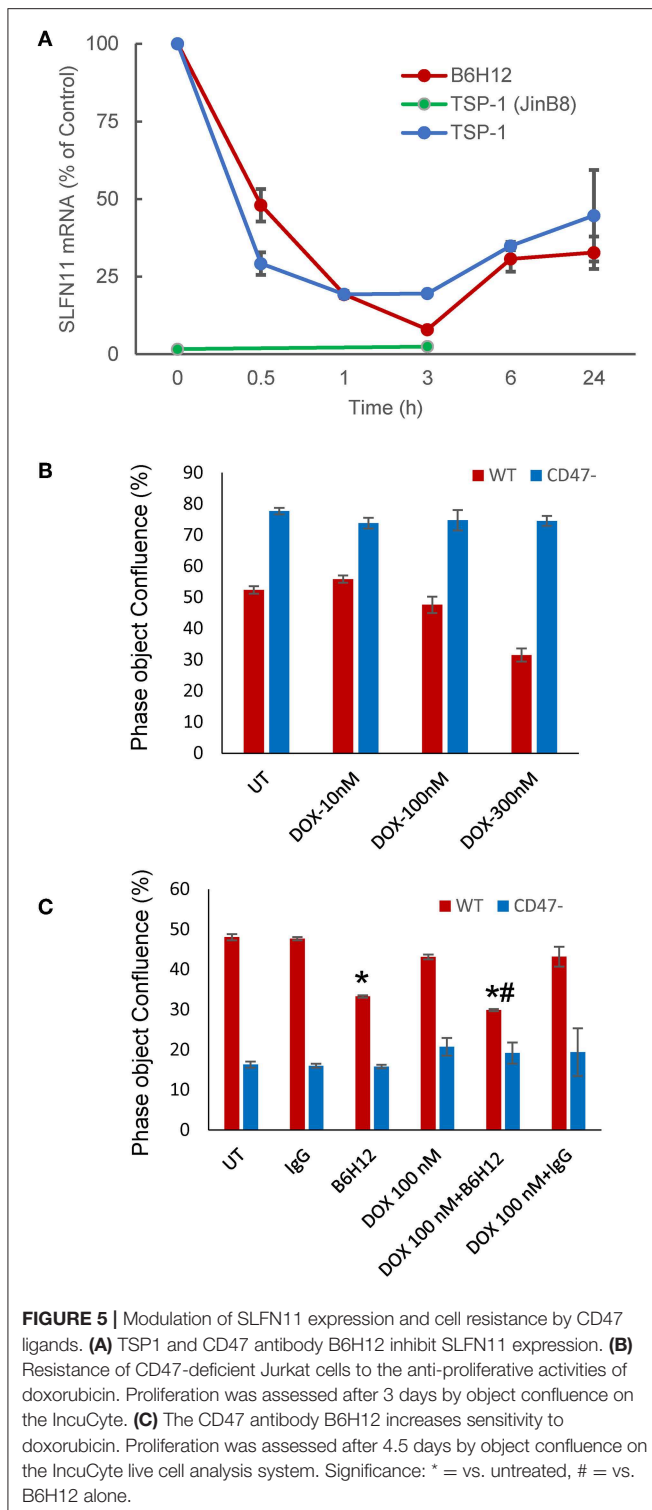 A
SLFN11 mRNA (% of Control)
100
75
50
25
0
B6H12
TSP-1 (JinB8)
TSP-1
0 0.5 1 3 6 24
Time (h)
B
Phase object Confluence (%)
90
80
70
60
50
40
30
20
10
0
WT CD47-
UT DOX-10nM DOX-100nM DOX-300nM
C
Phase object Confluence (%)
60
50
40
30
20
10
0
WT CD47-
*
*#
UT IgG B6H12 DOX 100 nM DOX 100 nM+B6H12 DOX 100 nM+IgG
FIGURE 5 | Modulation of SLFN11 expression and cell resistance by CD47
ligands. (A) TSP1 and CD47 antibody B6H12 inhibit SLFN11 expression. (B)
Resistance of CD47-deficient Jurkat cells to the anti-proliferative activities of
doxorubicin. Proliferation was assessed after 3 days by object confluence on
the IncuCyte. (C) The CD47 antibody B6H12 increases sensitivity to
doxorubicin. Proliferation was assessed after 4.5 days by object confluence on
the IncuCyte live cell analysis system. Significance: * = vs. untreated, # = vs.
B6H12 alone.